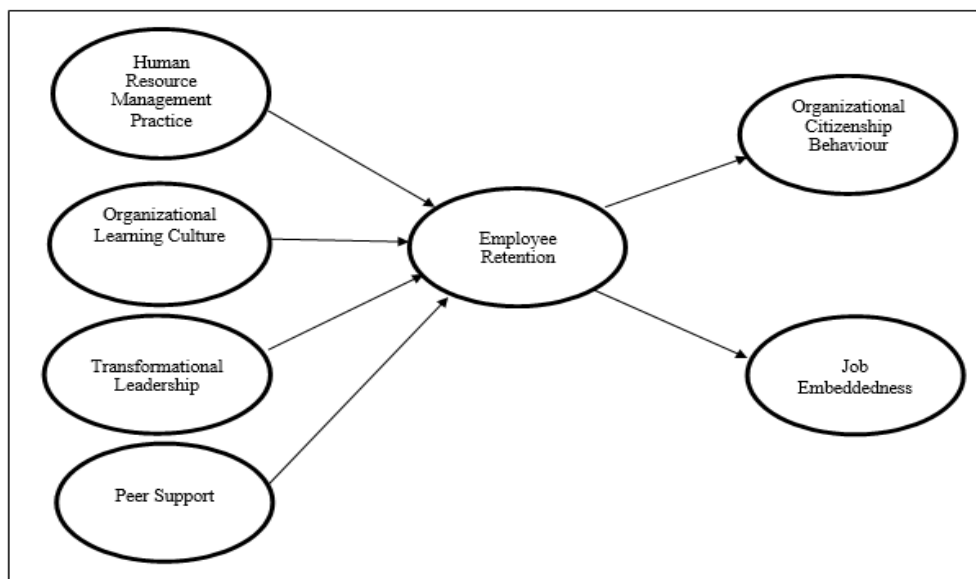 Human
Resource
Management
Practice
Organizational
Learning Culture
Transformational
Leadership
Peer Support
Employee
Retention
Organizational
Citizenship
Behaviour
Job
Embeddedness